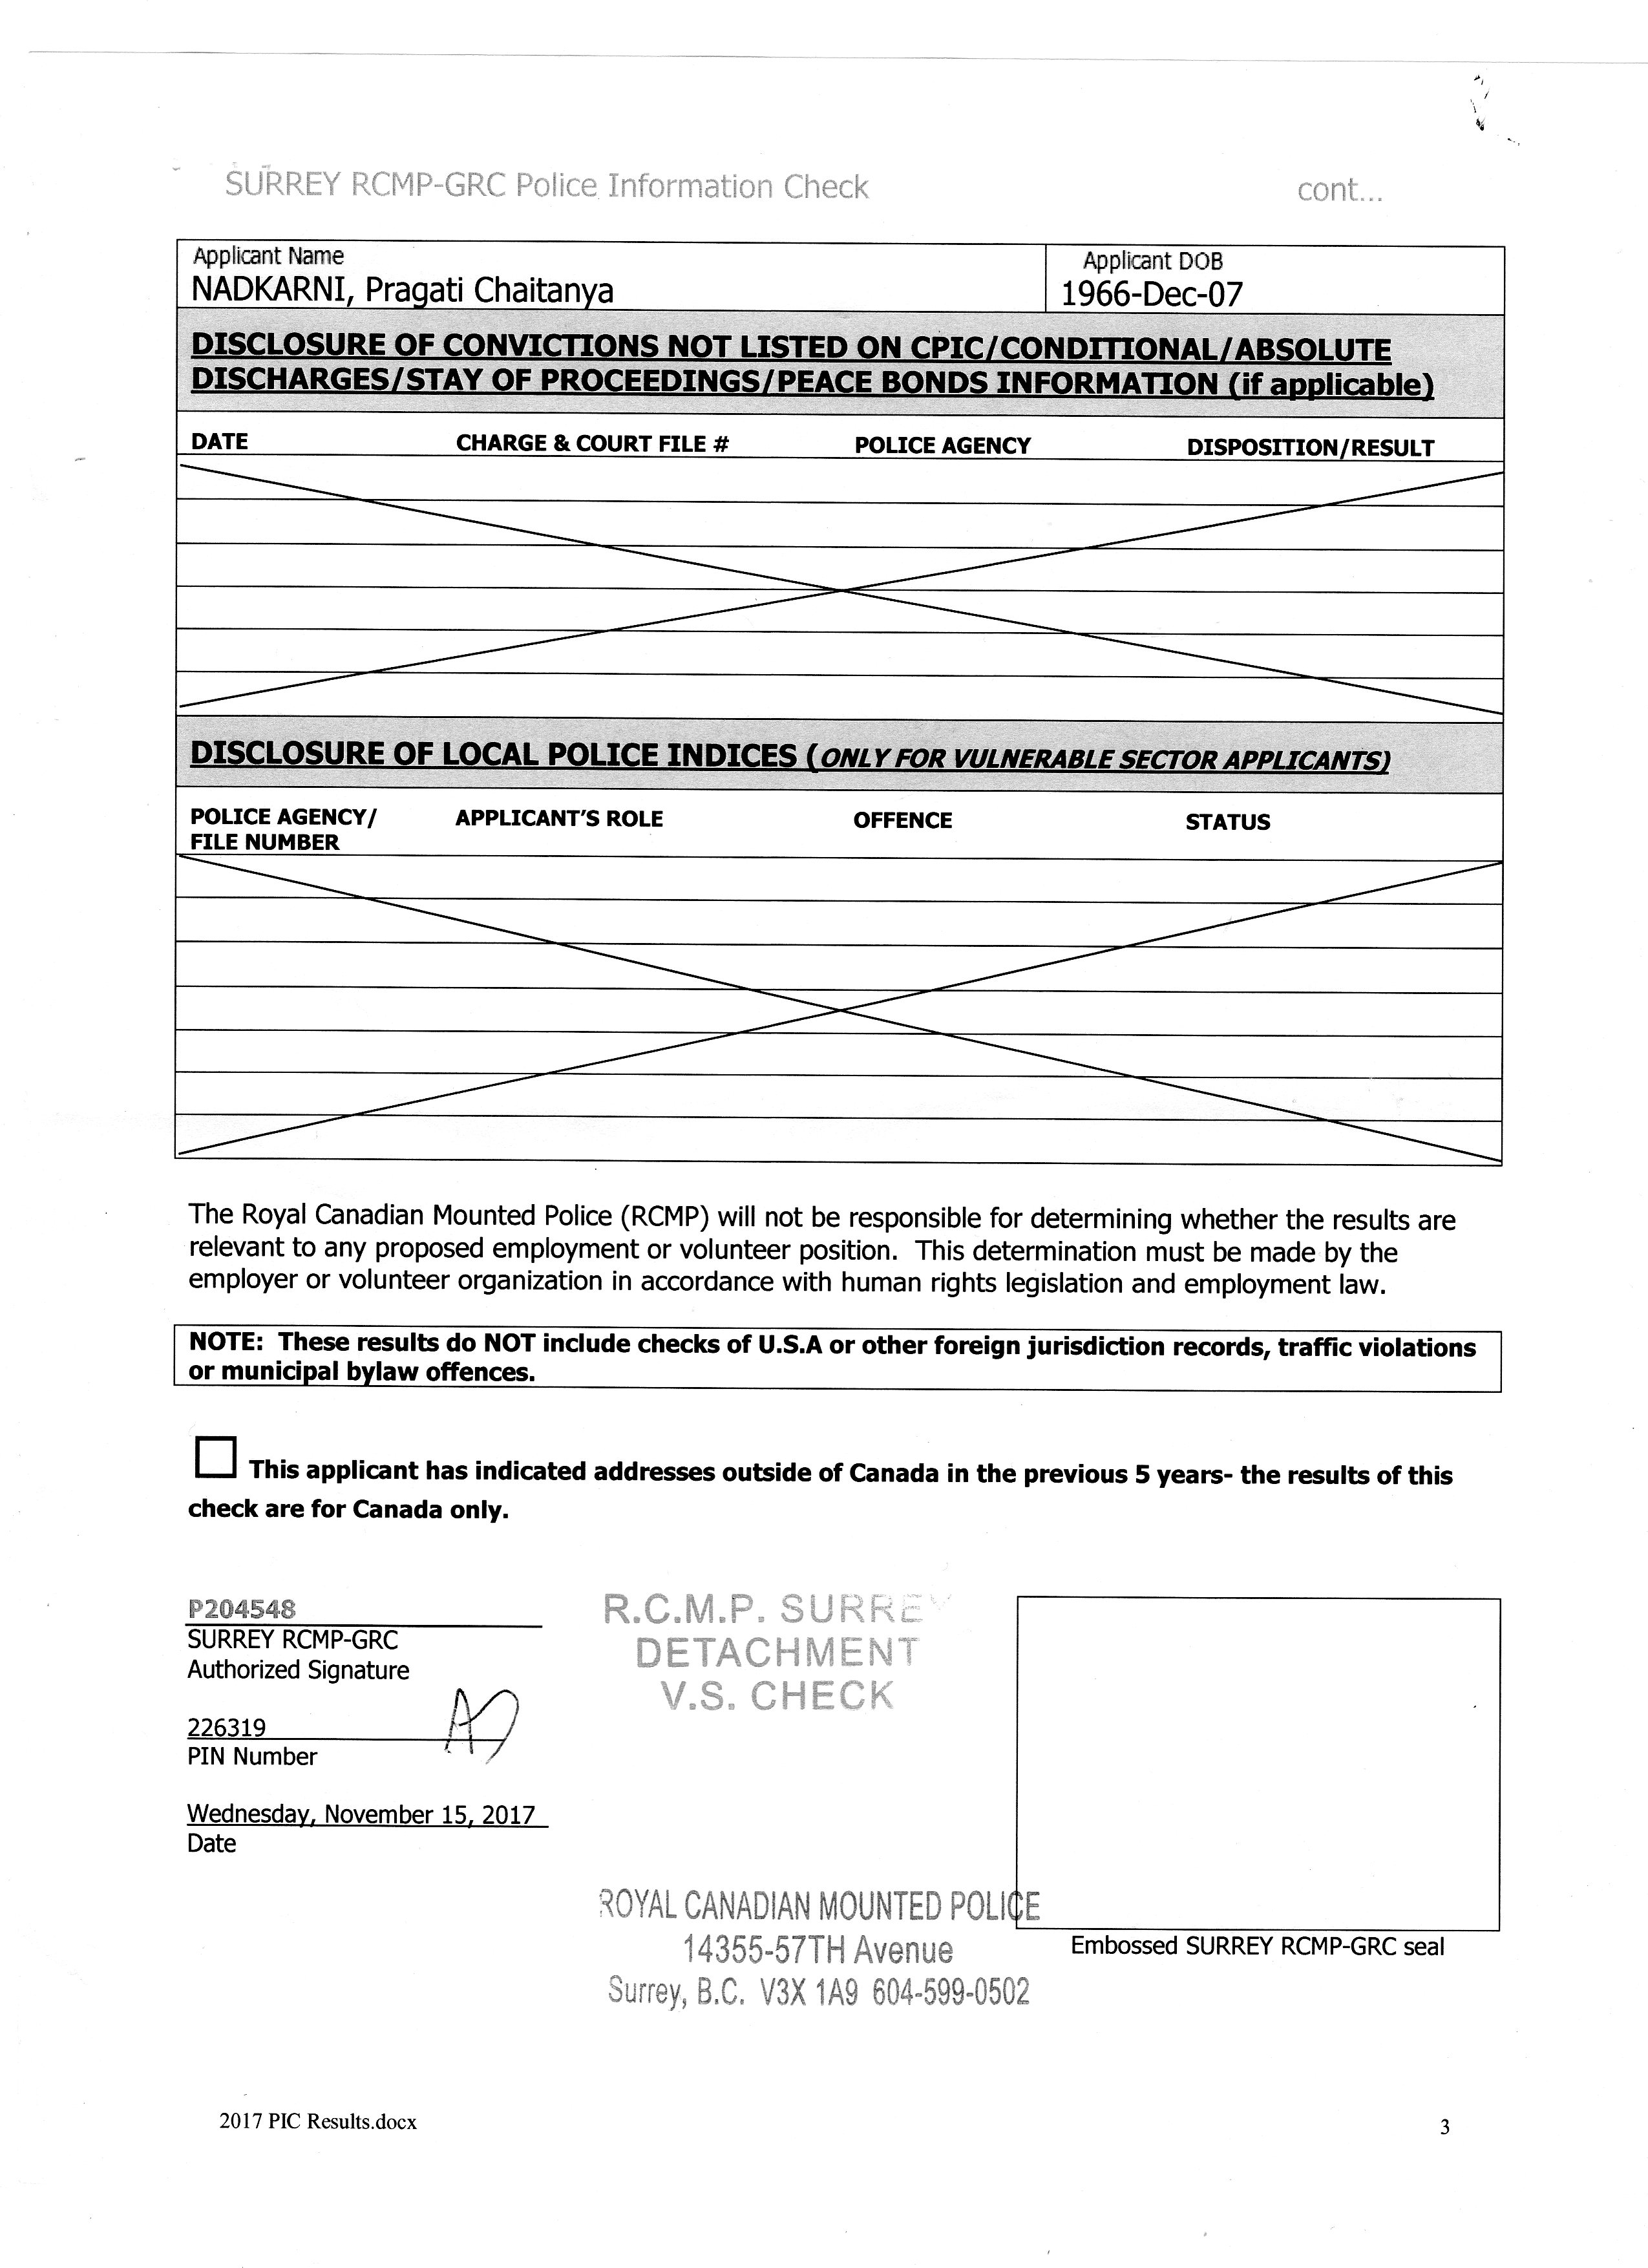 SURREY RCMP-GRC Police Information Check cont...
Applicant Name Applicant DOB
NADKARNI, Pragati Chaitanya 1966-Dec-07
DISCLOSURE OF CONVICTIONS NOT LISTED ON CPIC/CONDITIONAL/ABSOLUTE
DISCHARGES/STAY OF PROCEEDINGS/PEACE BONDS INFORMATION (if applicable)
DATE CHARGE & COURT FILE # POLICE AGENCY DISPOSITION/RESULT
DISCLOSURE OF LOCAL POLICE INDICES (ONLY FOR VULNERABLE SECTOR APPLICANTS)
POLICE AGENCY/ APPLICANT'S ROLE OFFENCE STATUS
FILE NUMBER
The Royal Canadian Mounted Police (RCMP) will not be responsible for determining whether the results are
relevant to any proposed employment or volunteer position. This determination must be made by the
employer or volunteer organization in accordance with human rights legislation and employment law.
NOTE: These results do NOT include checks of U.S.A or other foreign jurisdiction records, traffic violations
or municipal bylaw offences.
This applicant has indicated addresses outside of Canada in the previous 5 years- the results of this
check are for Canada only.
P204548
SURREY RCMP-GRC
Authorized Signature
226319
PIN Number
Wednesday, November 15, 2017
Date
R.C.M.P. SURREY
DETACHMENT
V.S. CHECK
ROYAL CANADIAN MOUNTED POLICE
14355-57TH Avenue
Surrey, B.C. V3X 1A9 604-599-0502
Embossed SURREY RCMP-GRC seal
2017 PIC Results.docx 3